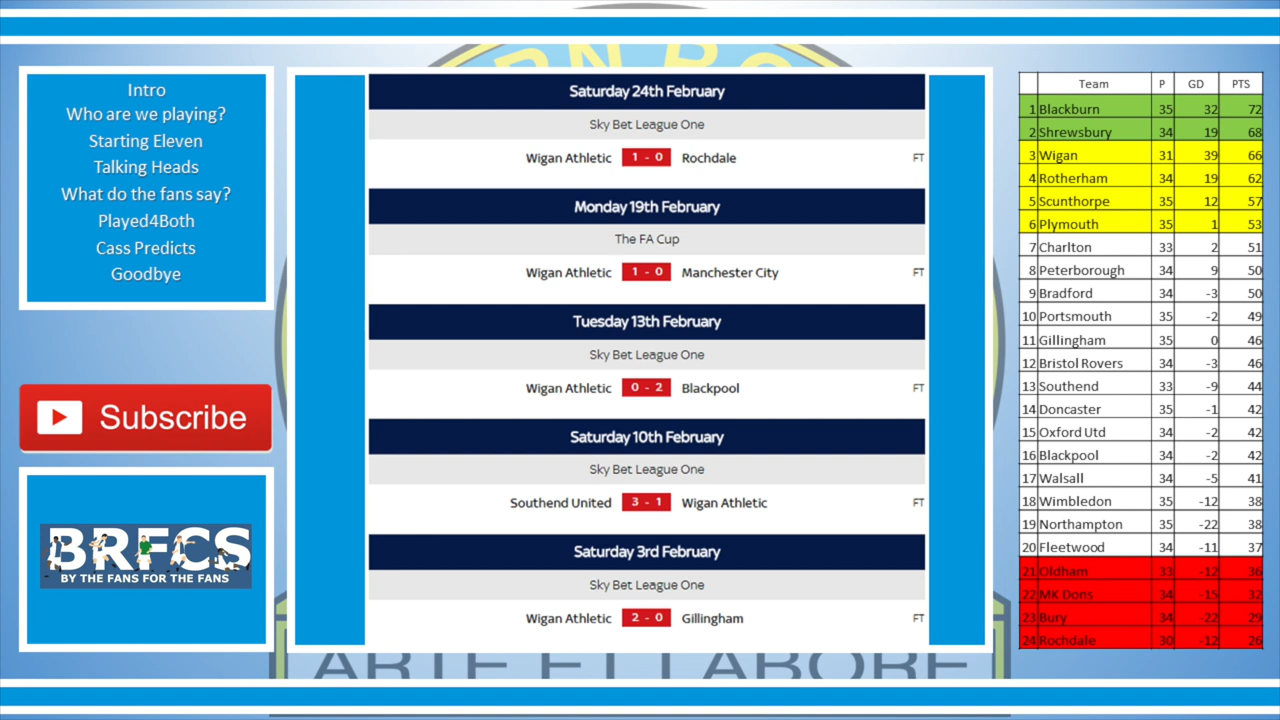 RN RO
Intro
Who are we playing?
Starting Eleven
Talking Heads
What do the fans say?
Played4Both
Cass Predicts
Goodbye
Subscribe
BRFCS
BY THE FANS FOR THE FANS
Saturday 24th February
Sky Bet League One
Wigan Athletic 1 - 0 Rochdale FT
Monday 19th February
The FA Cup
Wigan Athletic 1 - 0 Manchester City FT
Tuesday 13th February
Sky Bet League One
Wigan Athletic 0 - 2 Blackpool FT
Saturday 10th February
Sky Bet League One
Southend United 3 - 1 Wigan Athletic FT
Saturday 3rd February
Sky Bet League One
Wigan Athletic 2 - 0 Gillingham FT
ARTE ET LABORE
Team P GD PTS
1 Blackburn 35 32 72
2 Shrewsbury 34 19 68
3 Wigan 31 39 66
4 Rotherham 34 19 62
5 Scunthorpe 35 12 57
6 Plymouth 35 1 53
7 Charlton 33 2 51
8 Peterborough 34 9 50
9 Bradford 34 -3 50
10 Portsmouth 35 -2 49
11 Gillingham 35 0 46
12 Bristol Rovers 34 -3 46
13 Southend 33 -9 44
14 Doncaster 35 -1 42
15 Oxford Utd 34 -2 42
16 Blackpool 34 -2 42
17 Walsall 34 -5 41
18 Wimbledon 35 -12 38
19 Northampton 35 -22 38
20 Fleetwood 34 -11 37
21 Oldham 33 -12 36
22 MK Dons 34 -15 32
23 Bury 34 -22 29
24 Rochdale 30 -12 26